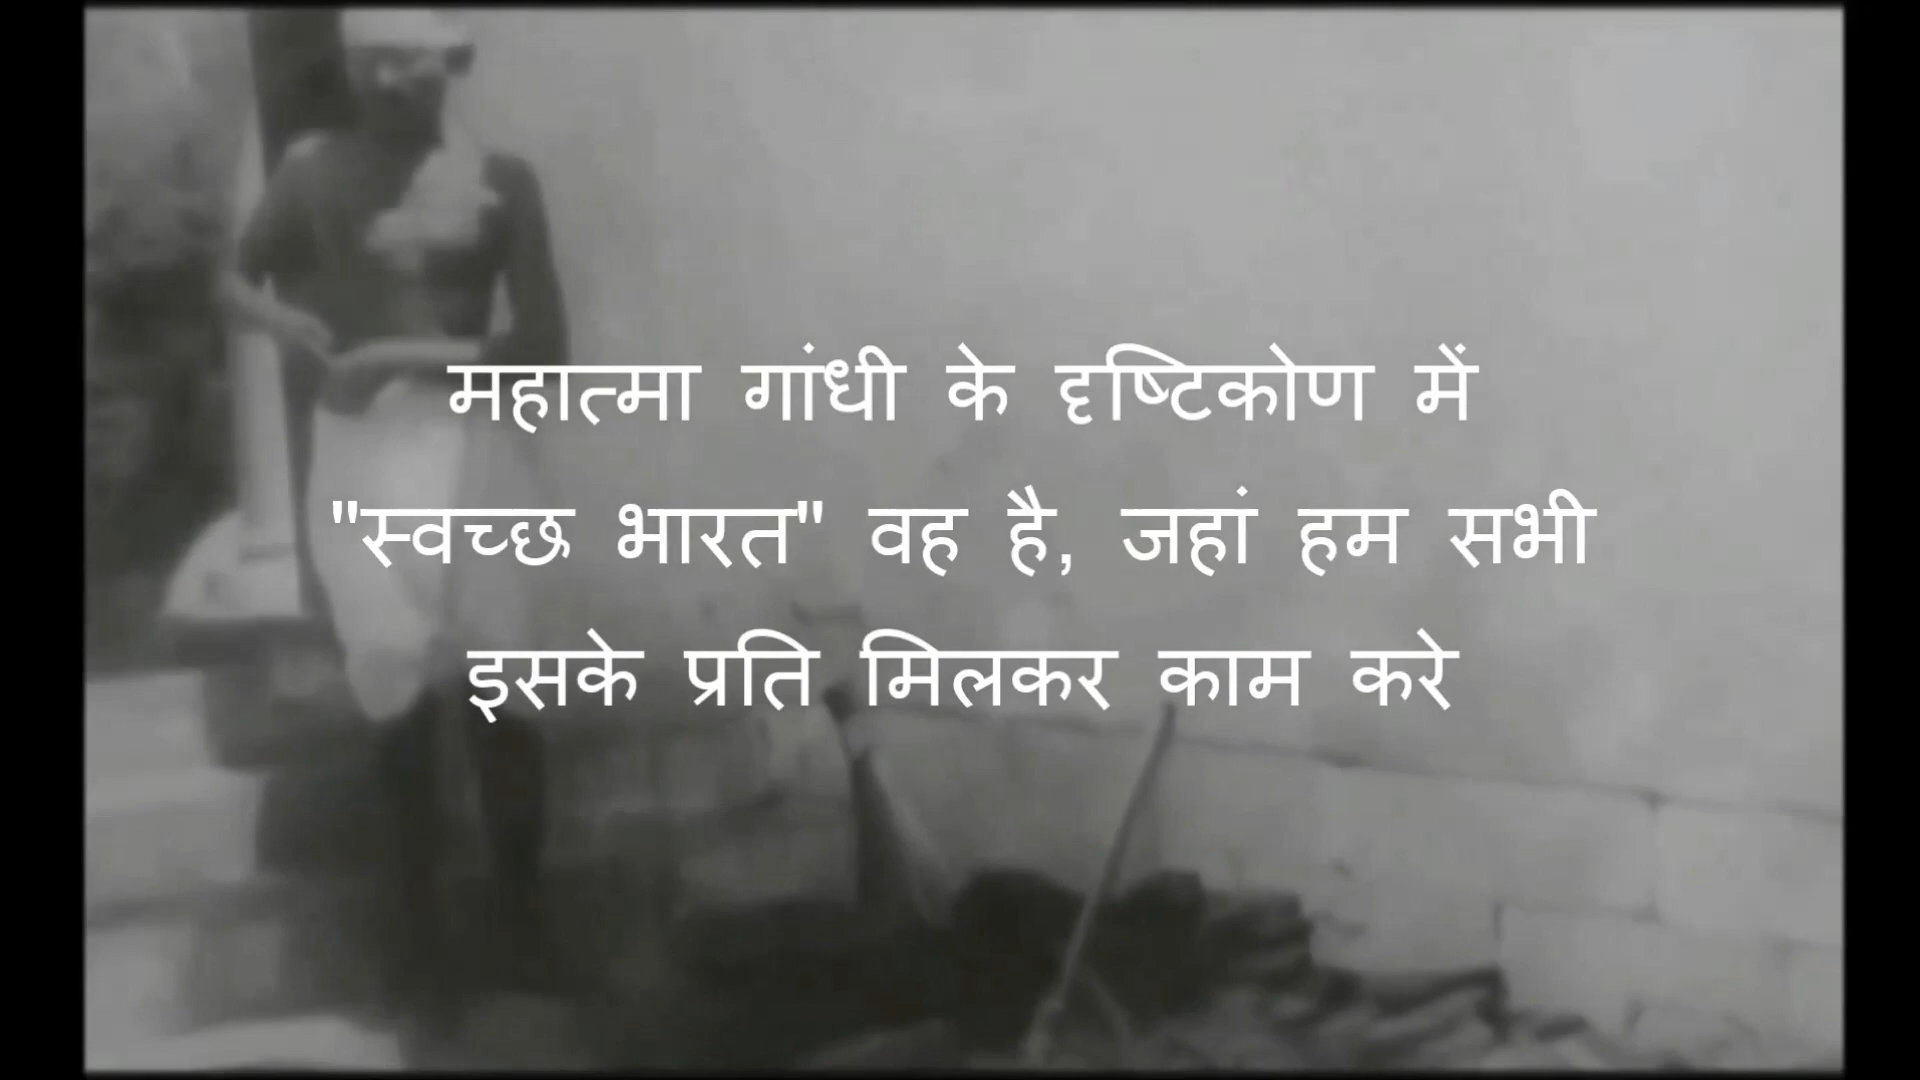 महात्मा गांधी के दृष्टिकोण में
"स्वच्छ भारत" वह है, जहां हम सभी
इसके प्रति मिलकर काम करे